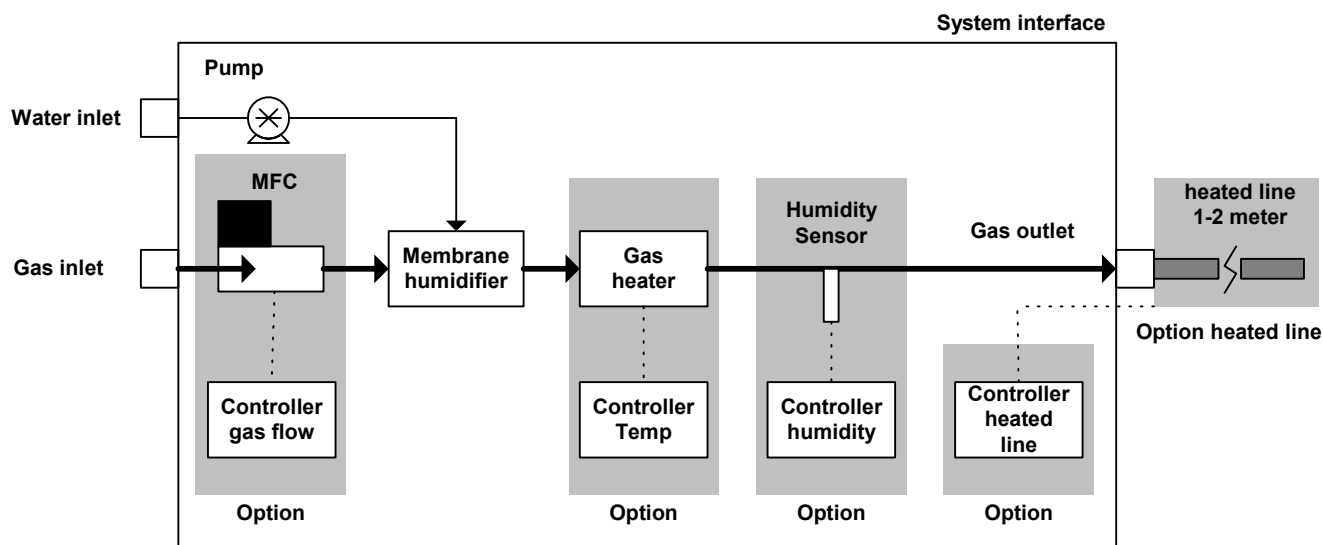 System interface
Pump
Water inlet
MFC
heated line
1-2 meter
Humidity
Sensor
Gas outlet
Gas inlet
Membrane
humidifier
Gas
heater
Option heated line
Controller
gas flow
Controller
Temp
Controller
humidity
Controller
heated
line
Option
Option
Option
Option